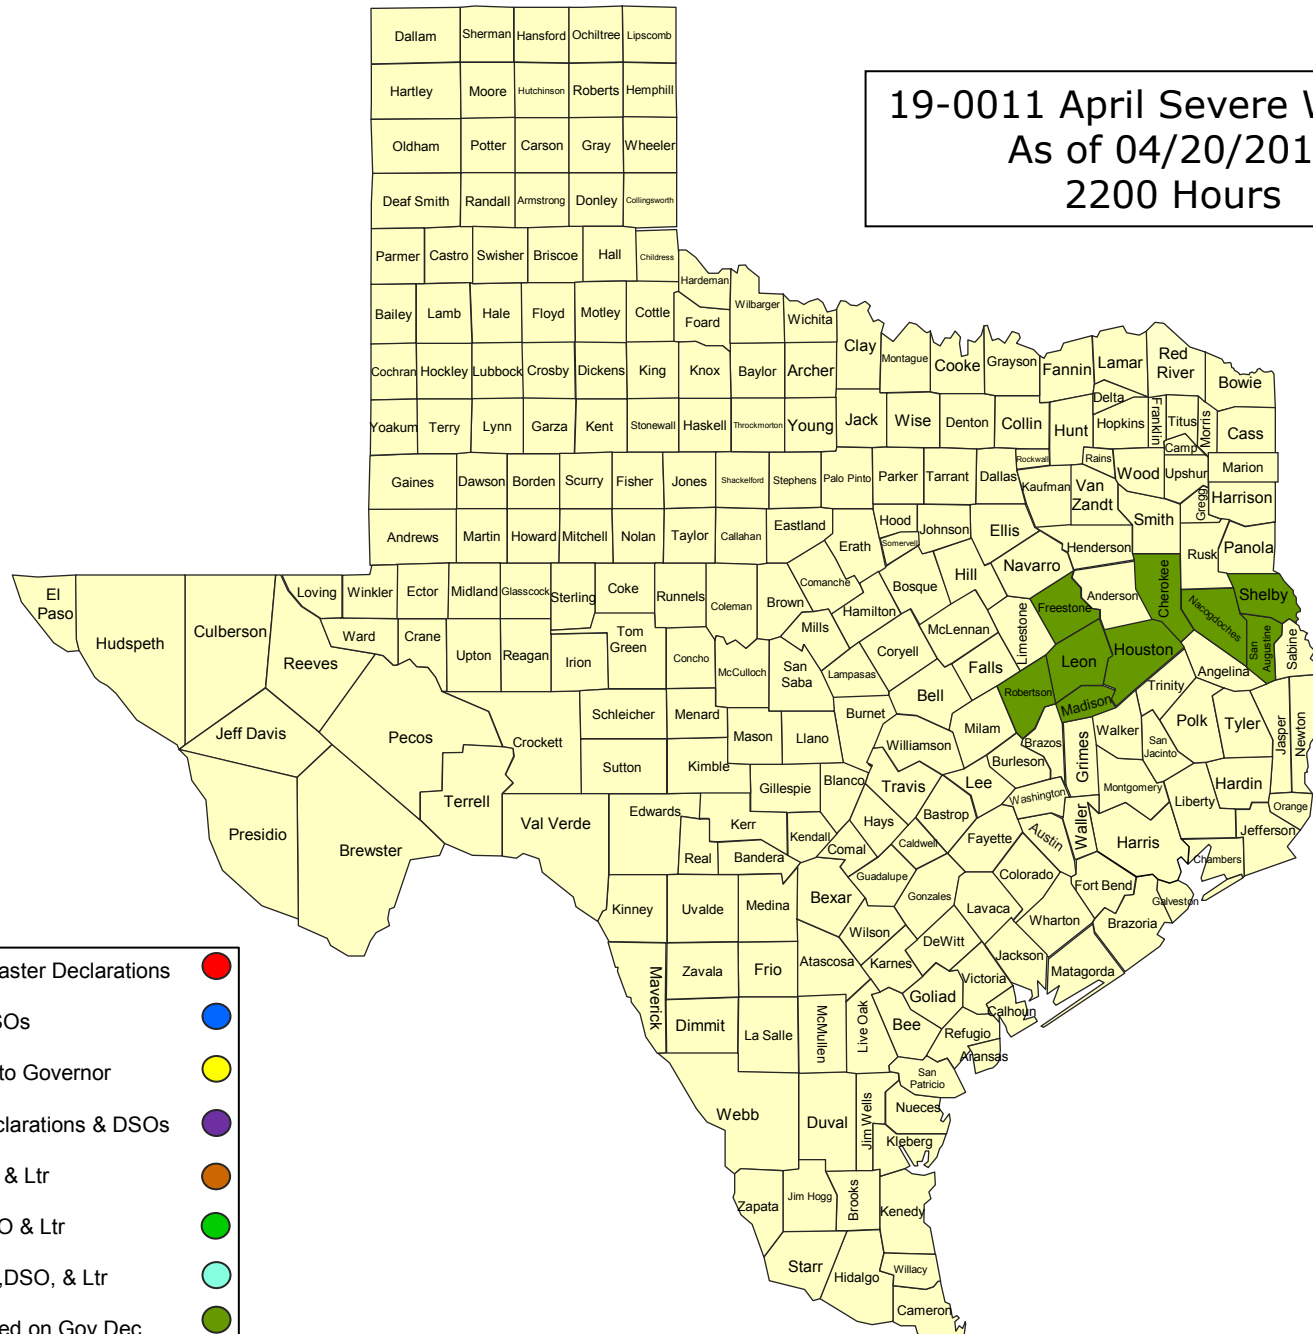 19-0011 April Severe W
As of 04/20/201
2200 Hours
Dallam Sherman Hansford Ochiltree Lipscomb
Hartley Moore Hutchinson Roberts Hemphill
Oldham Potter Carson Gray Wheeler
Deaf Smith Randall Armstrong Donley Collingsworth
Parmer Castro Swisher Briscoe Hall Childress
Hardeman
Bailey Lamb Hale Floyd Motley Cottle Foard Wilbarger Wichita
Clay Montague Cooke Grayson Fannin Lamar Red
River Bowie
Cochran Hockley Lubbock Crosby Dickens King Knox Baylor Archer
Delta
Yoakum Terry Lynn Garza Kent Stonewall Haskell Throckmorton Young Jack Wise Denton Collin Hunt Hopkins Franklin Titus Morris Cass
Camp
Rockwall Rains
Gaines Dawson Borden Scurry Fisher Jones Shackelford Stephens Palo Pinto Parker Tarrant Dallas Kaufman Van
Zandt Wood Upshur Marion
Gregg Harrison
Andrews Martin Howard Mitchell Nolan Taylor Callahan Eastland Erath Hood Somervell Johnson Ellis Henderson Smith Rusk Panola
El
Paso Hudspeth Culberson Loving Winkler Ector Midland Glasscock Sterling Coke Runnels Coleman Brown Comanche Hamilton Bosque Hill Navarro Freestone Anderson Cherokee Nacogdoches Shelby
San
Augustine Sabine
Reeves Ward Crane Upton Reagan Irion Tom
Green Concho McCulloch San
Saba Mills Lampasas Coryell McLennan Falls Limestone Leon Houston Angelina
Trinity
Jeff Davis Pecos Crockett Schleicher Menard Mason Llano Burnet Bell Milam Robertson Madison
Williamson Brazos Grimes Walker San
Jacinto Polk Tyler Jasper Newton
Sutton Kimble Gillespie Blanco Travis Lee Burleson Washington Montgomery Liberty Hardin Orange
Presidio Brewster Terrell Val Verde Edwards Kerr Kendall Hays Bastrop Fayette Austin Waller Harris Jefferson
Real Bandera Comal Caldwell Chambers
Kinney Uvalde Medina Bexar Guadalupe Gonzales Lavaca Colorado Fort Bend Galveston
Wilson Wharton Brazoria
Maverick Zavala Frio Atascosa Karnes DeWitt Jackson Matagorda
Victoria
Dimmit La Salle McMullen Live Oak Bee Goliad Calhoun
Refugio
Aransas
San
Patricio
Webb Duval Jim Wells Nueces
Kleberg
Zapata Jim Hogg Brooks Kenedy
Starr Hidalgo Willacy
Cameron
aster Declarations
SOs
to Governor
clarations & DSOs
& Ltr
O & Ltr
,DSO, & Ltr
ed on Gov Dec